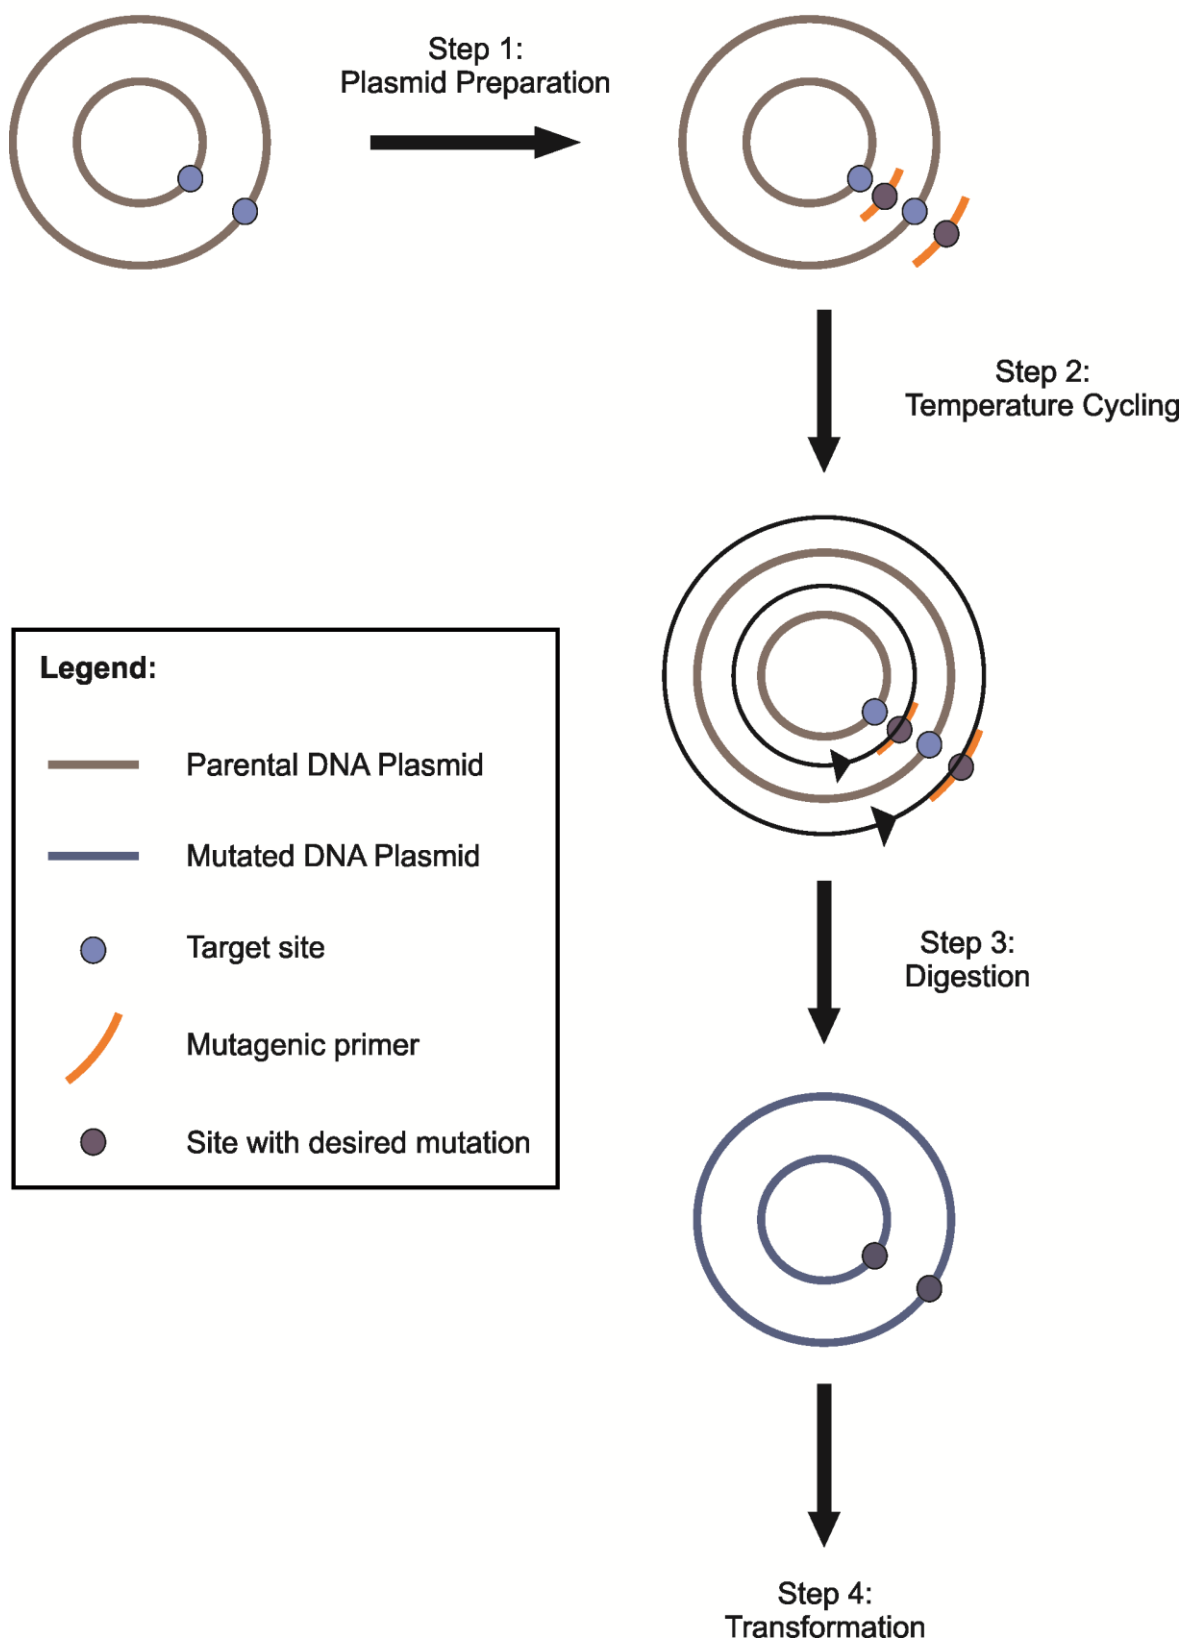 Step 1:
Plasmid Preparation
Step 2:
Temperature Cycling
Legend:
Parental DNA Plasmid
Mutated DNA Plasmid
Target site
Mutagenic primer
Site with desired mutation
Step 3:
Digestion
Step 4:
Transformation